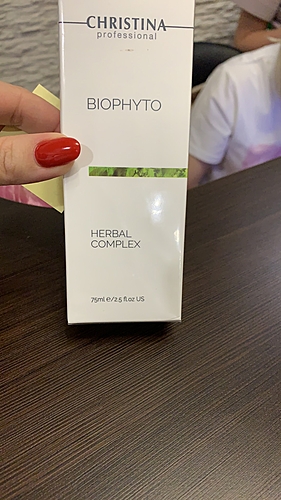 CHRISTINA
professional
BIOPHYTO
HERBAL
COMPLEX
75ml e/2.5 fl.oz US